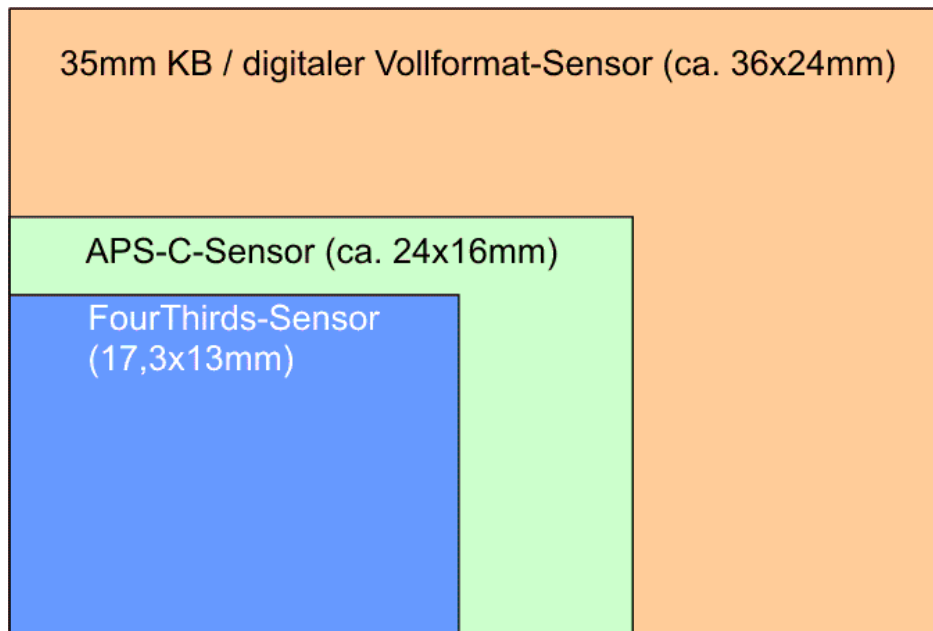 35mm KB / digitaler Vollformat-Sensor (ca. 36x24mm)
APS-C-Sensor (ca. 24x16mm)
FourThirds-Sensor
(17,3x13mm)